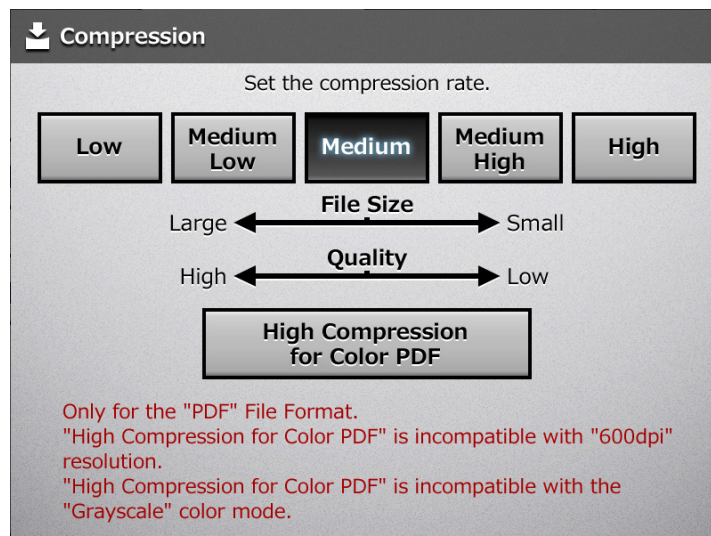 Compression
Set the compression rate.
Low
Medium
Low
Medium
Medium
High
High
File Size
Large
Small
Quality
High
Low
High Compression
for Color PDF
Only for the "PDF" File Format.
"High Compression for Color PDF" is incompatible with "600dpi"
resolution.
"High Compression for Color PDF" is incompatible with the
"Grayscale" color mode.